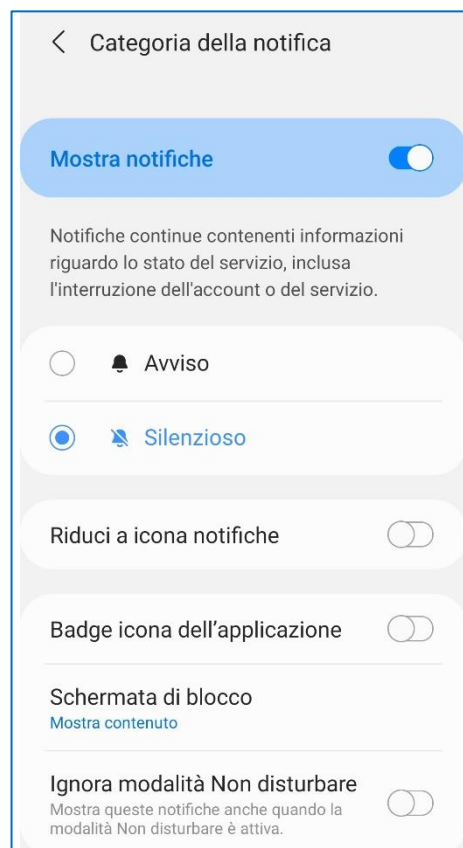 Categoria della notifica
Mostra notifiche
Notifiche continue contenenti informazioni
riguardo lo stato del servizio, inclusa
l'interruzione dell'account o del servizio.
Avviso
Silenzioso
Riduci a icona notifiche
Badge icona dell’applicazione
Schermata di blocco
Mostra contenuto
Ignora modalità Non disturbare
Mostra queste notifiche anche quando la
modalità Non disturbare è attiva.